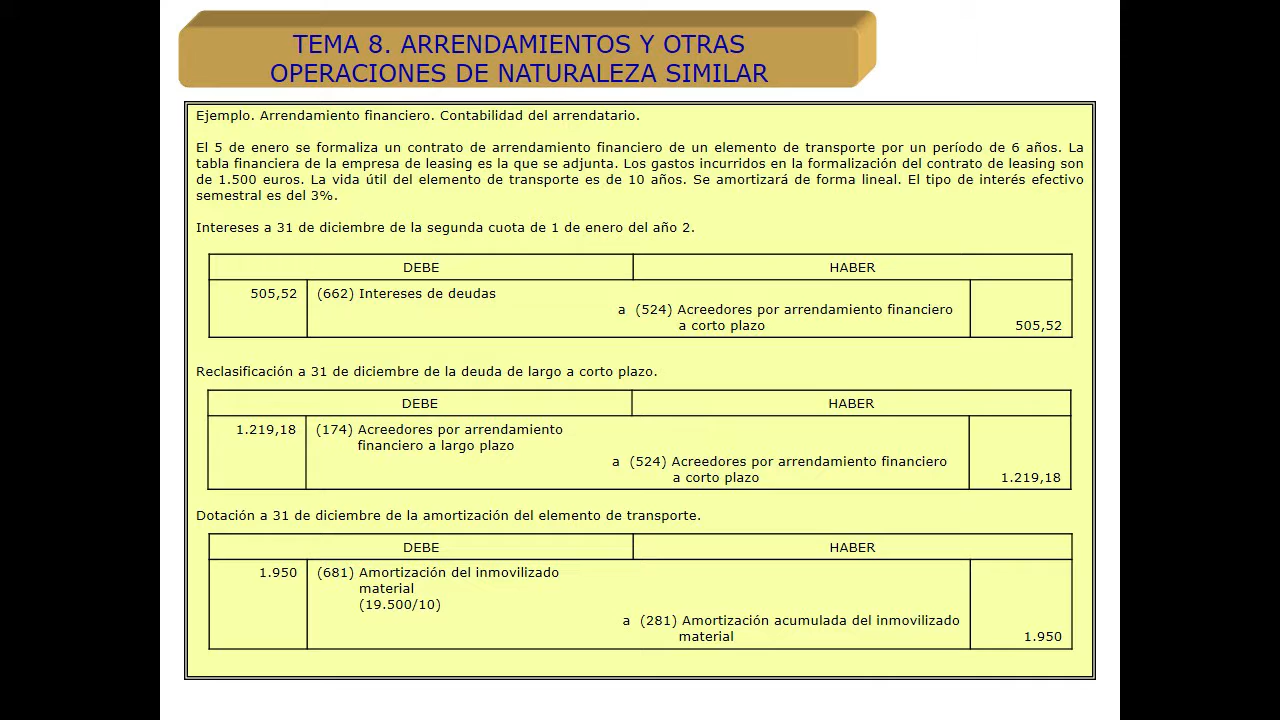 TEMA 8. ARRENDAMIENTOS Y OTRAS
OPERACIONES DE NATURALEZA SIMILAR
Ejemplo. Arrendamiento financiero. Contabilidad del arrendatario.
El 5 de enero se formaliza un contrato de arrendamiento financiero de un elemento de transporte por un período de 6 años. La
tabla financiera de la empresa de leasing es la que se adjunta. Los gastos incurridos en la formalización del contrato de leasing son
de 1.500 euros. La vida útil del elemento de transporte es de 10 años. Se amortizará de forma lineal. El tipo de interés efectivo
semestral es del 3%.
Intereses a 31 de diciembre de la segunda cuota de 1 de enero del año 2.
DEBE HABER
505,52 (662) Intereses de deudas
a (524) Acreedores por arrendamiento financiero
a corto plazo 505,52
Reclasificación a 31 de diciembre de la deuda de largo a corto plazo.
DEBE HABER
1.219,18 (174) Acreedores por arrendamiento
financiero a largo plazo
a (524) Acreedores por arrendamiento financiero
a corto plazo 1.219,18
Dotación a 31 de diciembre de la amortización del elemento de transporte.
DEBE HABER
1.950 (681) Amortización del inmovilizado
material
(19.500/10)
a (281) Amortización acumulada del inmovilizado
material 1.950